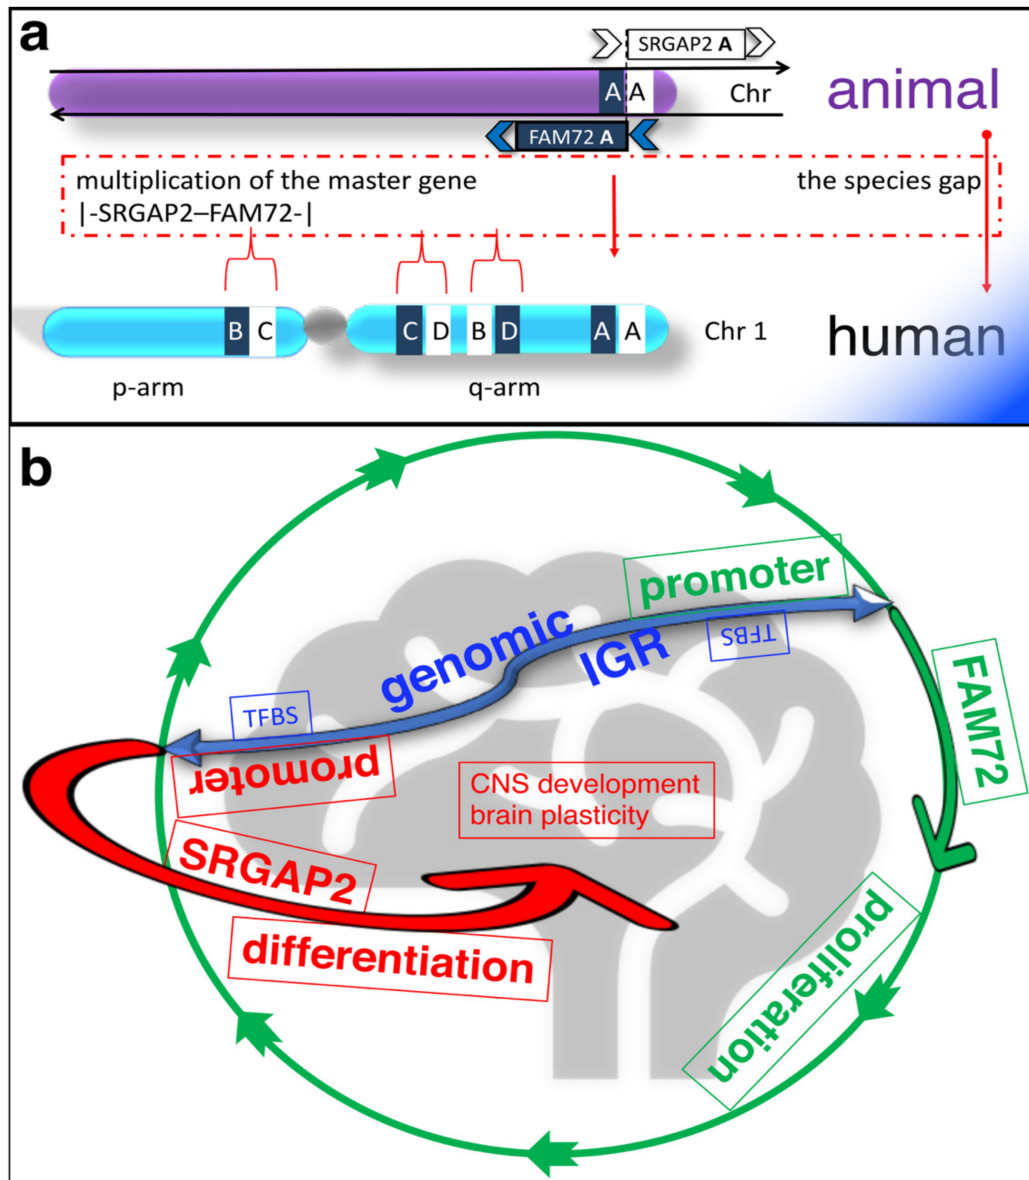 a
SRGAP2 A
A A
Chr
animal
FAM72 A
multiplication of the master gene
|-SRGAP2–FAM72-|
the species gap
B C
C D B D A A
Chr 1
human
p-arm
q-arm
b
promoter
TFBS
genomic
IGR
TFBS
promoter
FAM72
CNS development
brain plasticity
SRGAP2
differentiation
proliferation